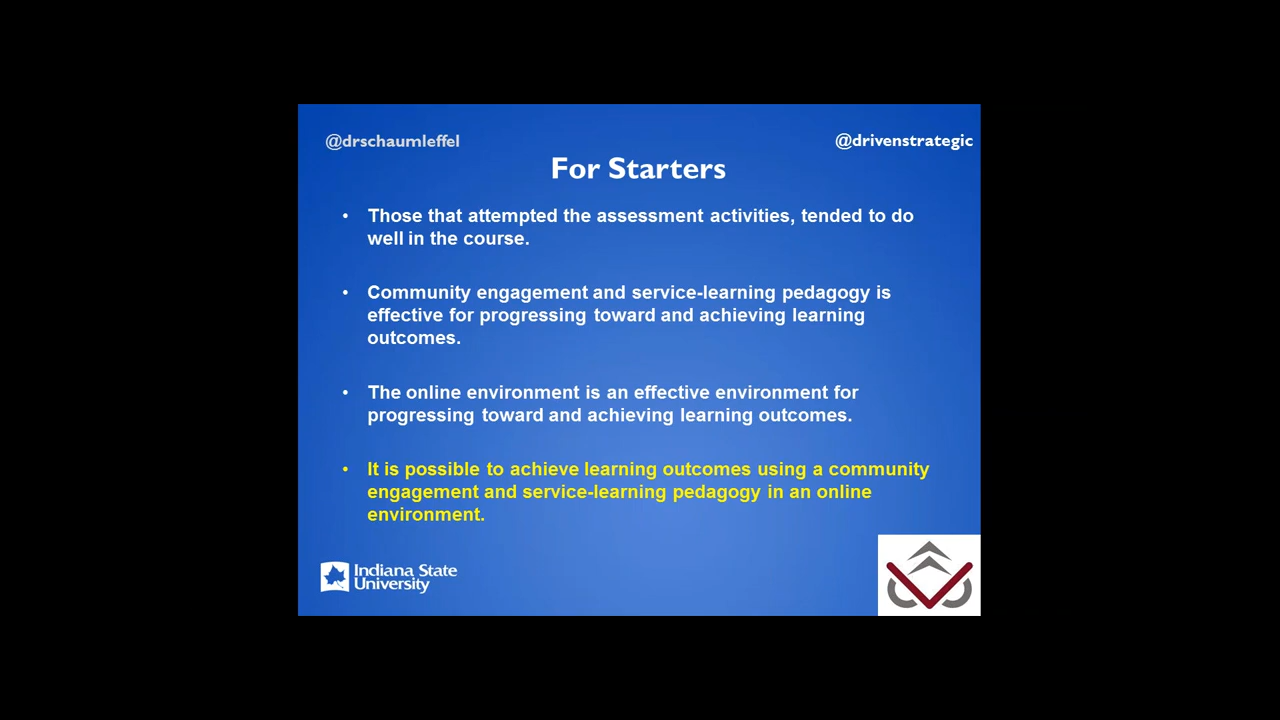 @drschaumleffel
@drivenstrategic
For Starters
• Those that attempted the assessment activities, tended to do
well in the course.
• Community engagement and service-learning pedagogy is
effective for progressing toward and achieving learning
outcomes.
• The online environment is an effective environment for
progressing toward and achieving learning outcomes.
• It is possible to achieve learning outcomes using a community
engagement and service-learning pedagogy in an online
environment.
Indiana State
University